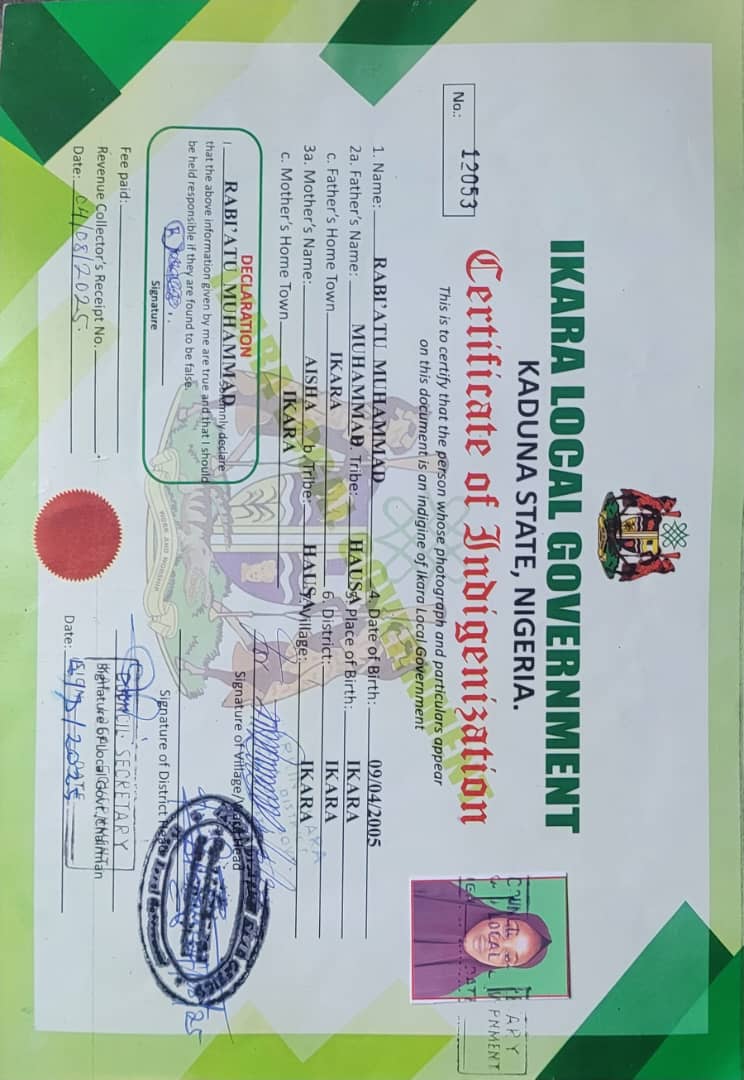 IKARA LOCAL GOVERNMENT
KADUNA STATE, NIGERIA.
No.: 12053
Certificate of Indigenization
This is to certify that the person whose photograph and particulars appear
on this document is an indigine of Ikara Local Government
1. Name: RABI'ATU MUHAMMAD 4. Date of Birth: 09/04/2005
2a. Father's Name: MUHAMMAD Tribe: HAUSA Place of Birth: IKARA
c. Father's Home Town IKARA 6. District: IKARA
3a. Mother's Name: AISHA b. Tribe: HAUSA Village: IKARA
c. Mother's Home Town IKARA
DECLARATION
I RABI'ATU MUHAMMAD solemnly declare
that the above information given by me are true and that I should
be held responsible if they are found to be false.
Signature
Signature of Village/Ward Head
Signature of District Head
Fee paid:
Revenue Collector's Receipt No.
Date: 04/08/2025
COUNCIL SECRETARY
Signature of Local Govt. Chairman
Date:
WORK AND WORSHIP